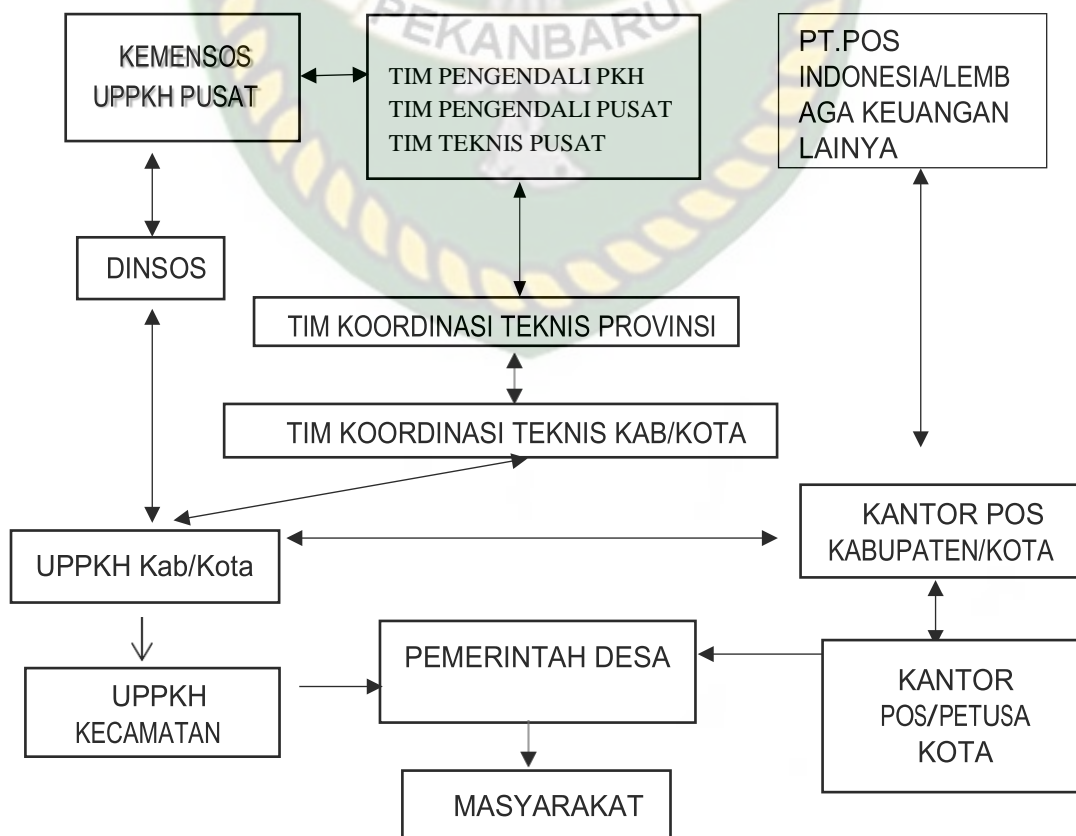 PEKANBARU
KEMENSOS
UPPKH PUSAT
TIM PENGENDALI PKH
TIM PENGENDALI PUSAT
TIM TEKNIS PUSAT
PT.POS
INDONESIA/LEMB
AGA KEUANGAN
LAINYA
DINSOS
TIM KOORDINASI TEKNIS PROVINSI
TIM KOORDINASI TEKNIS KAB/KOTA
UPPKH Kab/Kota
KANTOR POS
KABUPATEN/KOTA
UPPKH
KECAMATAN
PEMERINTAH DESA
KANTOR
POS/PETUSA
KOTA
MASYARAKAT